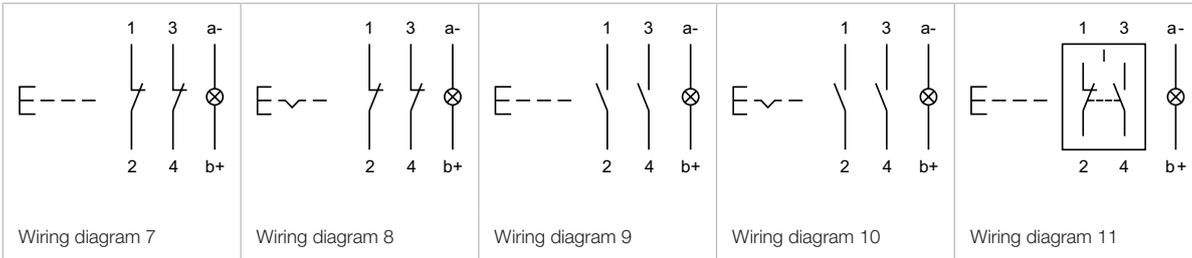 1 3 a- 1 3 a- 1 3 a- 1 3 a- 1 3 a-
2 4 b+ 2 4 b+ 2 4 b+ 2 4 b+ 2 4 b+
Wiring diagram 7 Wiring diagram 8 Wiring diagram 9 Wiring diagram 10 Wiring diagram 11